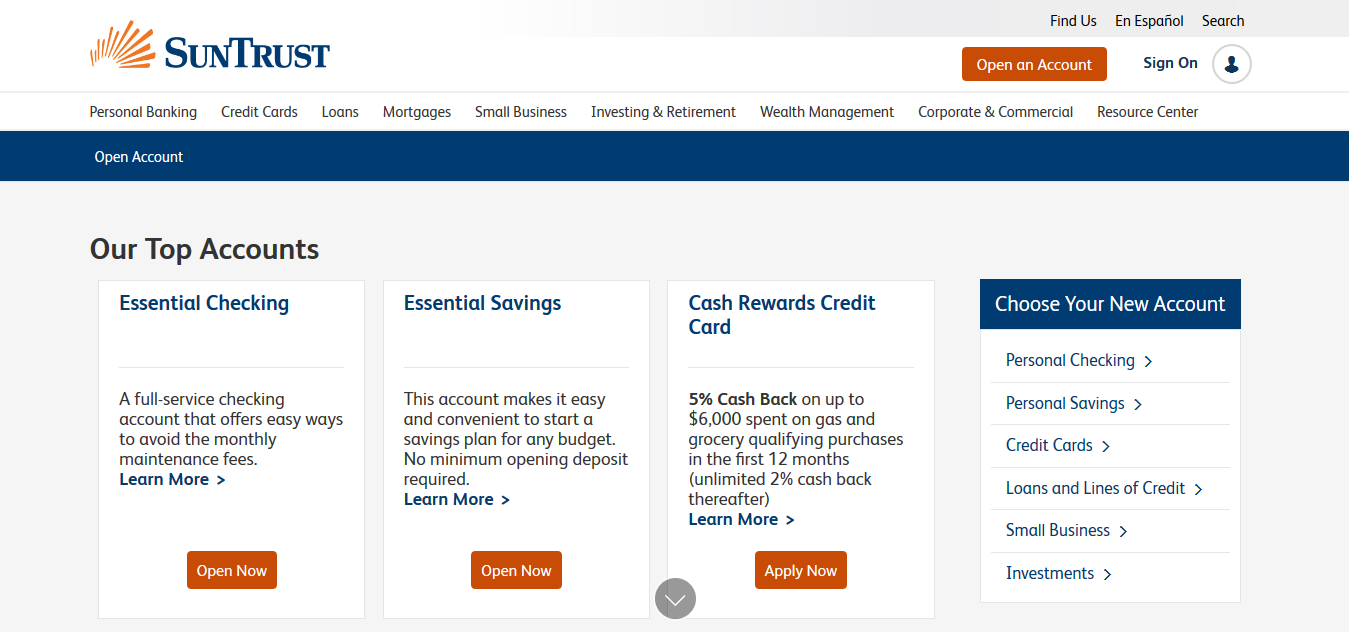 Find Us En Español Search
SUNTRUST
Open an Account Sign On
Personal Banking Credit Cards Loans Mortgages Small Business Investing & Retirement Wealth Management Corporate & Commercial Resource Center
Open Account
Our Top Accounts
Essential Checking
A full-service checking
account that offers easy ways
to avoid the monthly
maintenance fees.
Learn More >
Open Now
Essential Savings
This account makes it easy
and convenient to start a
savings plan for any budget.
No minimum opening deposit
required.
Learn More >
Open Now
Cash Rewards Credit
Card
5% Cash Back on up to
$6,000 spent on gas and
grocery qualifying purchases
in the first 12 months
(unlimited 2% cash back
thereafter)
Learn More >
Apply Now
Choose Your New Account
Personal Checking >
Personal Savings >
Credit Cards >
Loans and Lines of Credit >
Small Business >
Investments >